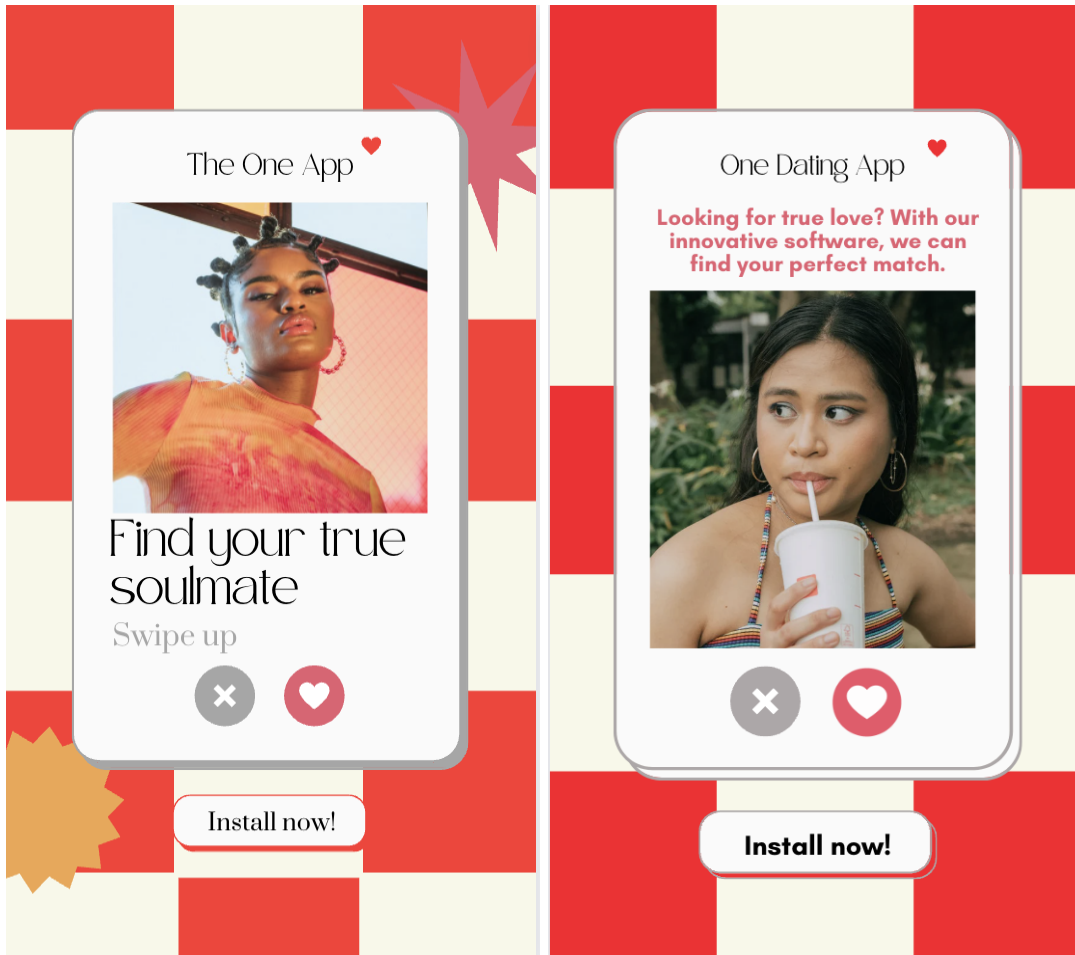 The One App
Find your true
soulmate
Swipe up
Install now!
One Dating App
Looking for true love? With our
innovative software, we can
find your perfect match.
Install now!